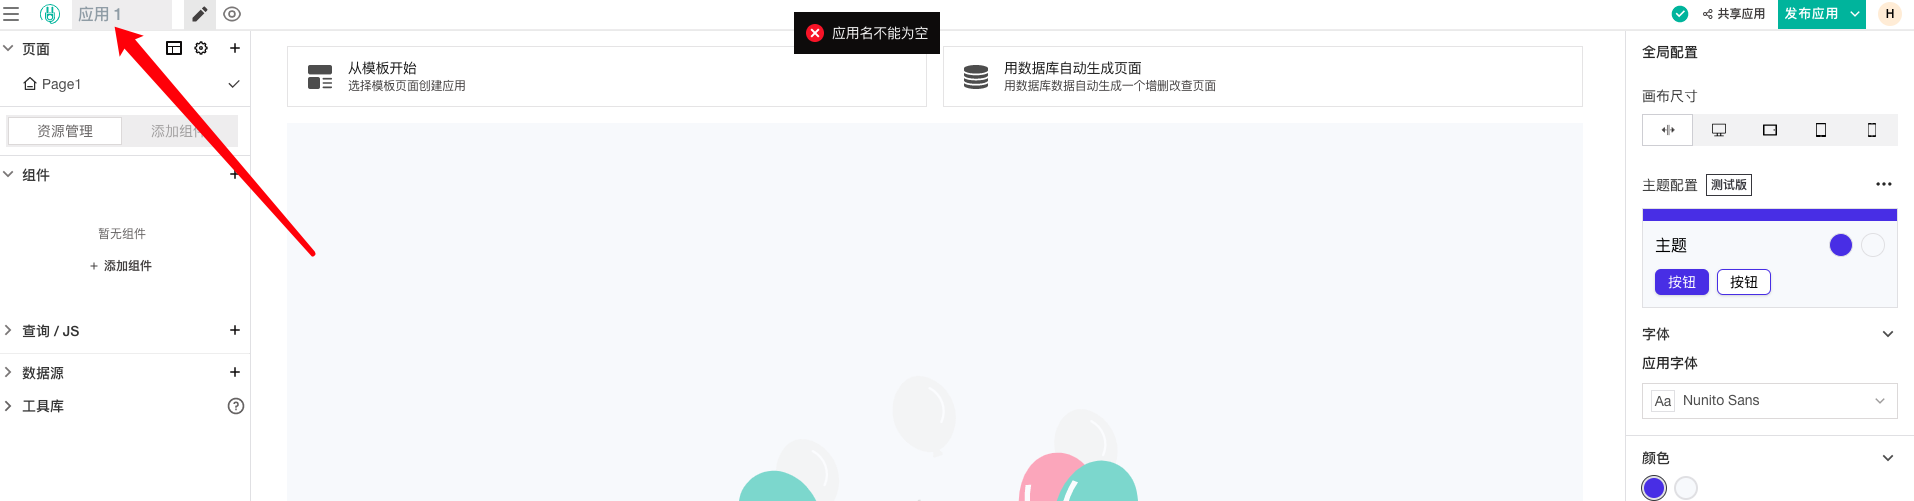 应用 1
应用名不能为空
共享应用
发布应用
H
页面
Page1
资源管理
添加组件
组件
暂无组件
+ 添加组件
查询 / JS
数据源
工具库
从模板开始
选择模板页面创建应用
用数据库自动生成页面
用数据库数据自动生成一个增删改查页面
全局配置
画布尺寸
主题配置 测试版
主题
按钮 按钮
字体
应用字体
Aa Nunito Sans
颜色